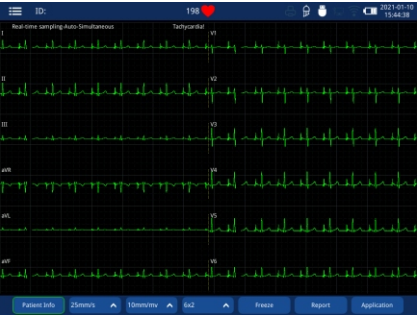 ID: 198 2021-01-10
15:44:38
Real-time sampling-Auto-Simultaneous Tachycardia!
I V1
II V2
III V3
aVR V4
aVL V5
aVF V6
Patient Info 25mm/s 10mm/mv 6x2 Freeze Report Application